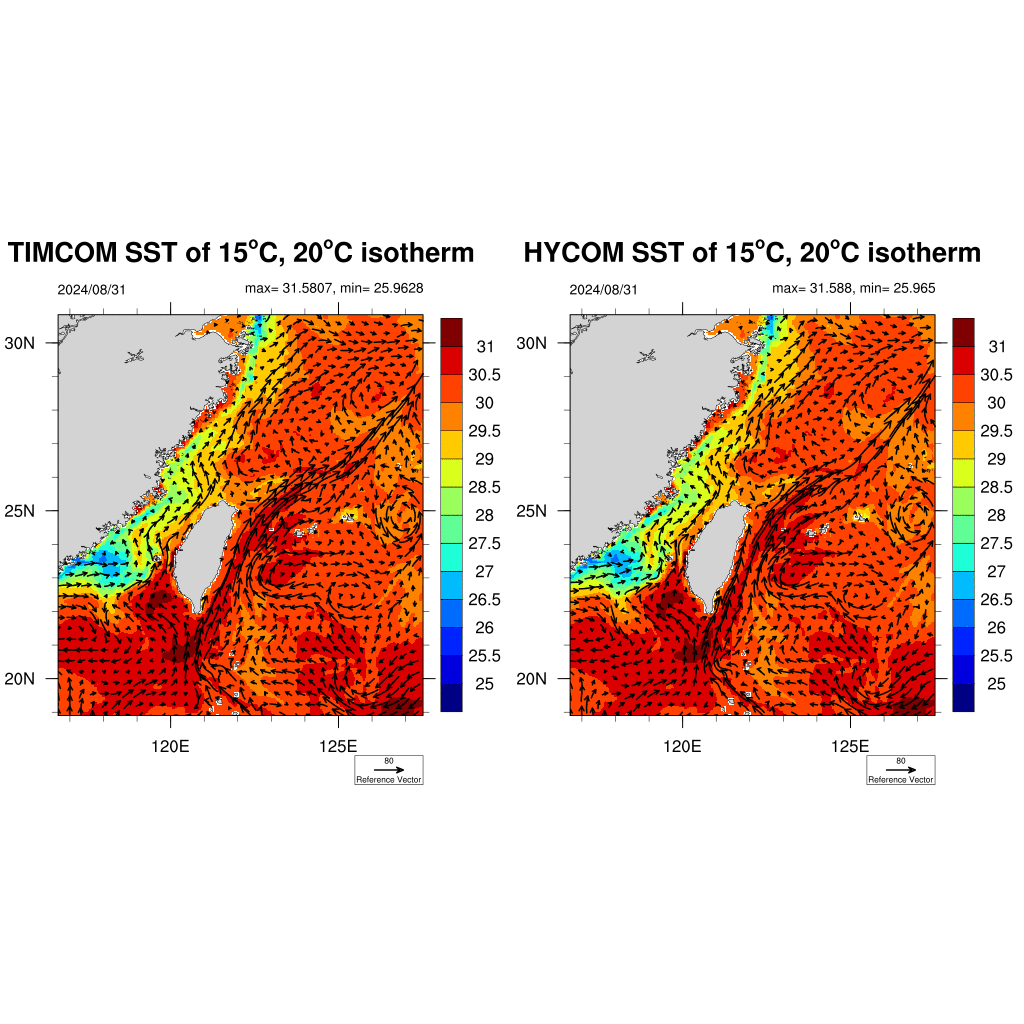 TIMCOM SST of 15°C, 20°C isotherm
2024/08/31
max= 31.5807, min= 25.9628
30N
25N
20N
120E
125E
31
30.5
30
29.5
29
28.5
28
27.5
27
26.5
26
25.5
25
80
Reference Vector
HYCOM SST of 15°C, 20°C isotherm
2024/08/31
max= 31.588, min= 25.965
30N
25N
20N
120E
125E
31
30.5
30
29.5
29
28.5
28
27.5
27
26.5
26
25.5
25
80
Reference Vector